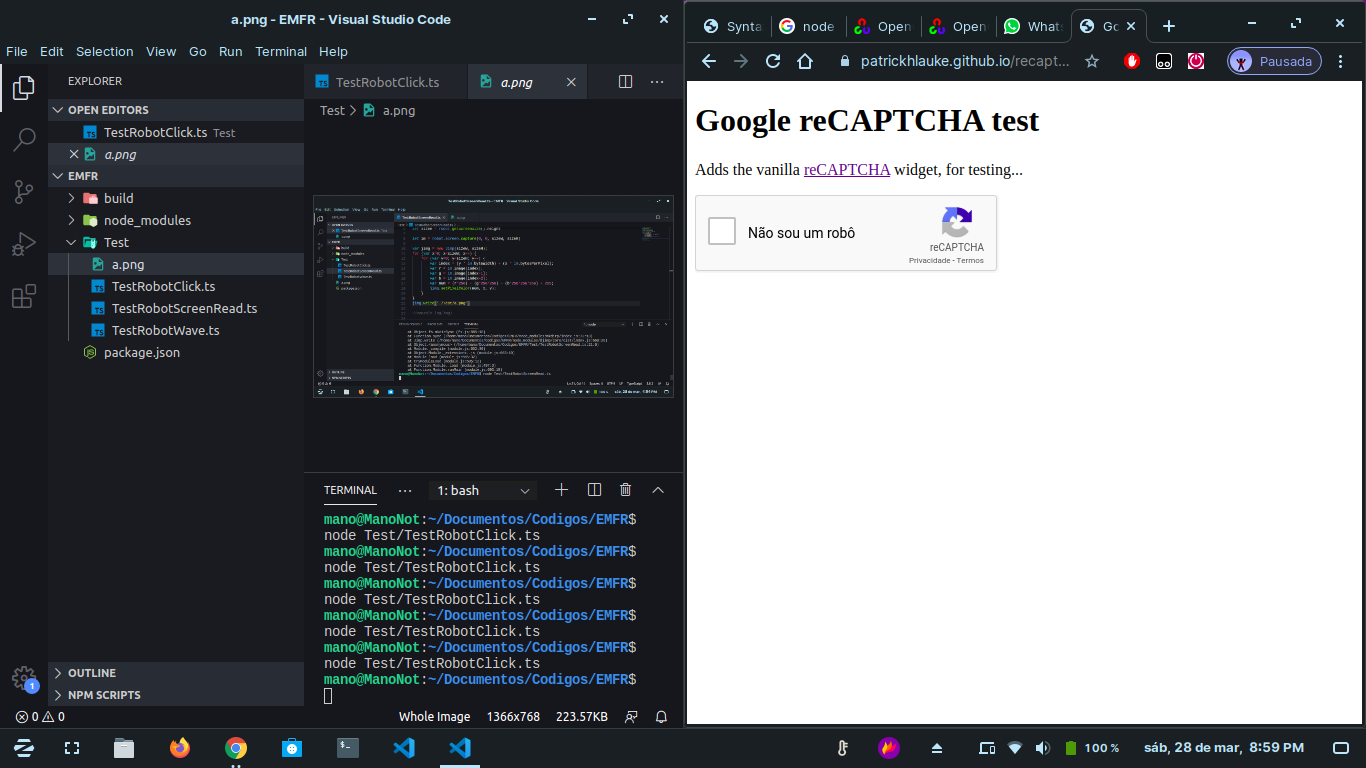 a.png - EMFR - Visual Studio Code
File Edit Selection View Go Run Terminal Help
EXPLORER
OPEN EDITORS
TestRobotClick.ts Test
a.png
EMFR
build
node_modules
Test
a.png
TestRobotClick.ts
TestRobotScreenRead.ts
TestRobotWave.ts
package.json
OUTLINE
NPM SCRIPTS
1
0 0
TestRobotClick.ts
a.png
Test > a.png
TERMINAL
1: bash
mano@ManoNot:~/Documentos/Codigos/EMFR$
node Test/TestRobotClick.ts
mano@ManoNot:~/Documentos/Codigos/EMFR$
node Test/TestRobotClick.ts
mano@ManoNot:~/Documentos/Codigos/EMFR$
node Test/TestRobotClick.ts
mano@ManoNot:~/Documentos/Codigos/EMFR$
node Test/TestRobotClick.ts
mano@ManoNot:~/Documentos/Codigos/EMFR$
node Test/TestRobotClick.ts
mano@ManoNot:~/Documentos/Codigos/EMFR$
Whole Image 1366x768 223.57KB
Synta
node
Open
Open
Whats
Go
patrickhlauke.github.io/recapt...
Pausada
Google reCAPTCHA test
Adds the vanilla reCAPTCHA widget, for testing...
Não sou um robô
reCAPTCHA
Privacidade - Termos
100 %
sáb, 28 de mar, 8:59 PM